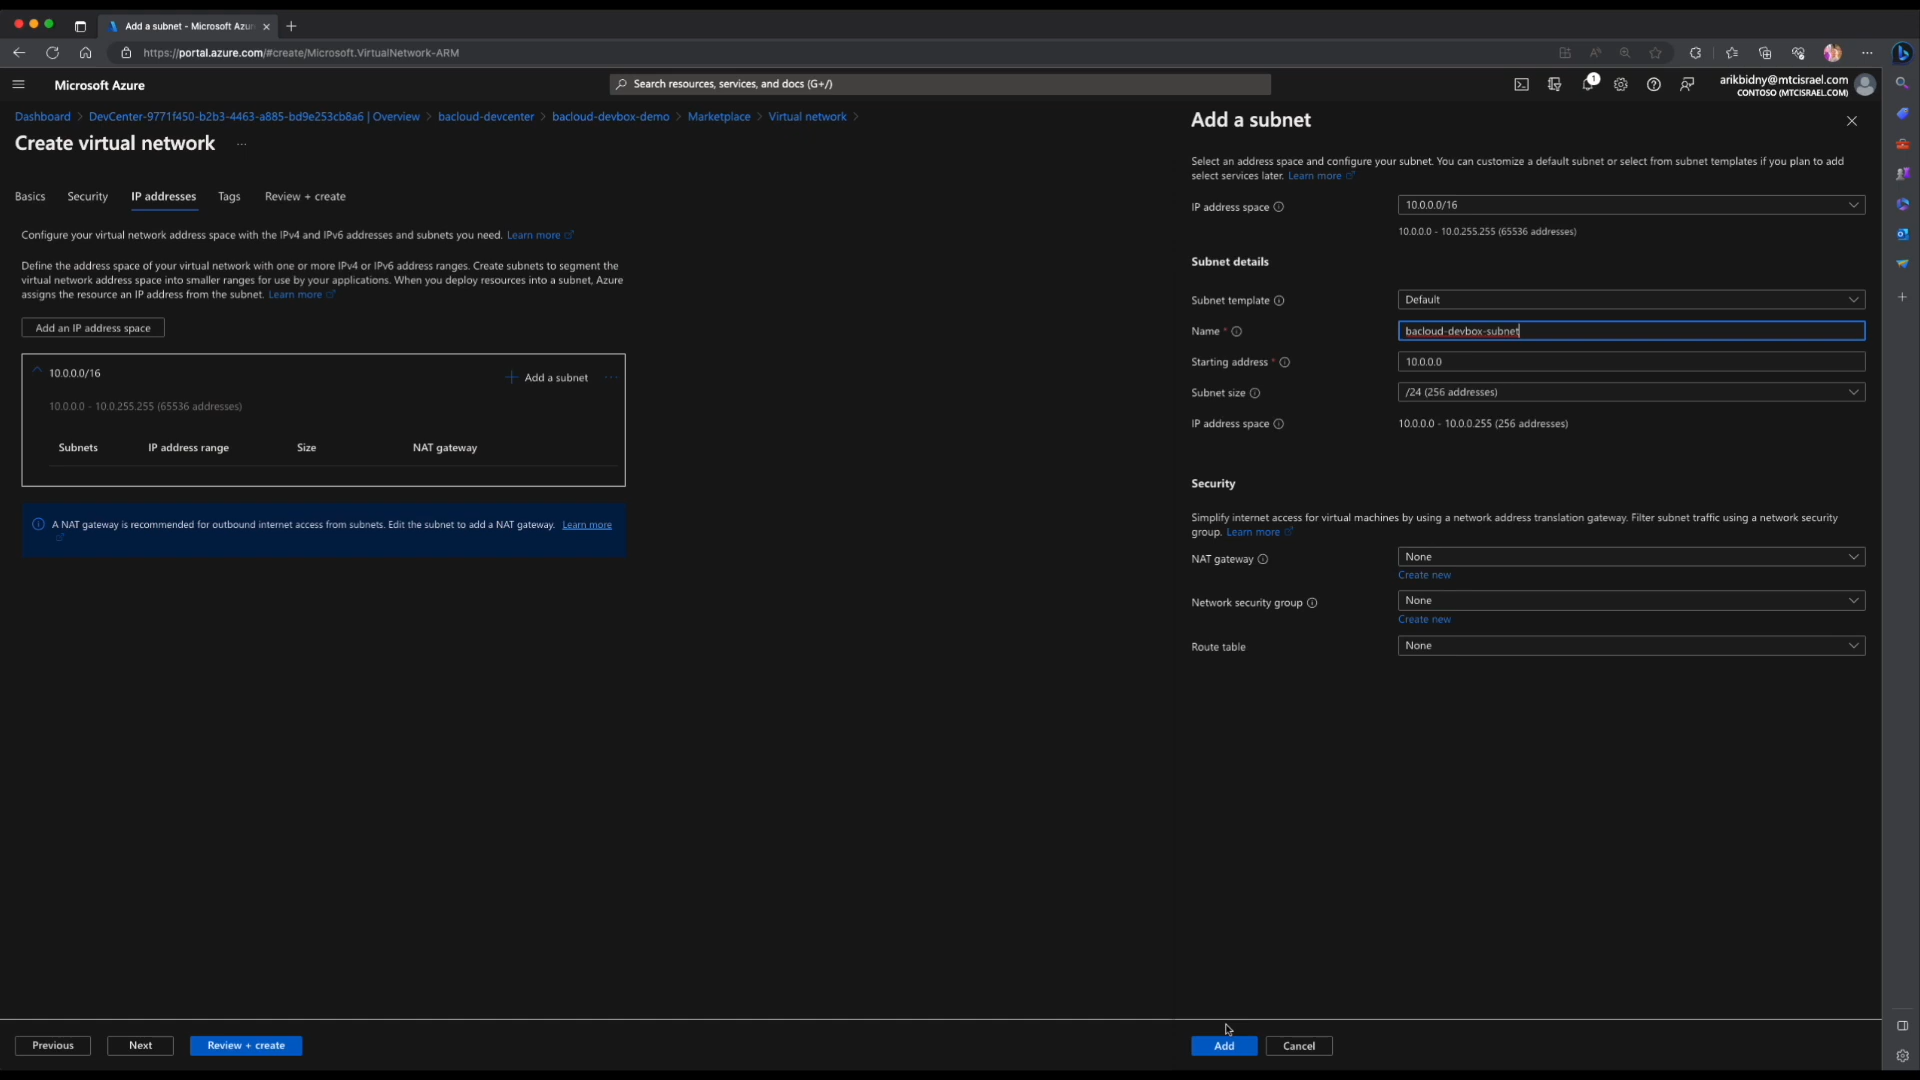 Add a subnet - Microsoft Azur
https://portal.azure.com/#create/Microsoft.VirtualNetwork-ARM
Microsoft Azure
Search resources, services, and docs (G+/)
1
arikbidny@mtcisrael.com
CONTOSO (MTCISRAEL.COM)
Dashboard > DevCenter-9771f450-b2b3-4463-a885-bd9e253cb8a6 | Overview > bacloud-devcenter > bacloud-devbox-demo > Marketplace > Virtual network >
Create virtual network ...
Basics Security IP addresses Tags Review + create
Configure your virtual network address space with the IPv4 and IPv6 addresses and subnets you need. Learn more
Define the address space of your virtual network with one or more IPv4 or IPv6 address ranges. Create subnets to segment the
virtual network address space into smaller ranges for use by your applications. When you deploy resources into a subnet, Azure
assigns the resource an IP address from the subnet. Learn more
Add an IP address space
10.0.0.0/16
+ Add a subnet ...
10.0.0.0 - 10.0.255.255 (65536 addresses)
Subnets IP address range Size NAT gateway
A NAT gateway is recommended for outbound internet access from subnets. Edit the subnet to add a NAT gateway. Learn more
Previous Next Review + create
Add a subnet
Select an address space and configure your subnet. You can customize a default subnet or select from subnet templates if you plan to add
select services later. Learn more
IP address space 10.0.0.0/16
10.0.0.0 - 10.0.255.255 (65536 addresses)
Subnet details
Subnet template Default
Name * bacloud-devbox-subnet
Starting address * 10.0.0.0
Subnet size /24 (256 addresses)
IP address space 10.0.0.0 - 10.0.0.255 (256 addresses)
Security
Simplify internet access for virtual machines by using a network address translation gateway. Filter subnet traffic using a network security
group. Learn more
NAT gateway None
Create new
Network security group None
Create new
Route table None
Add Cancel